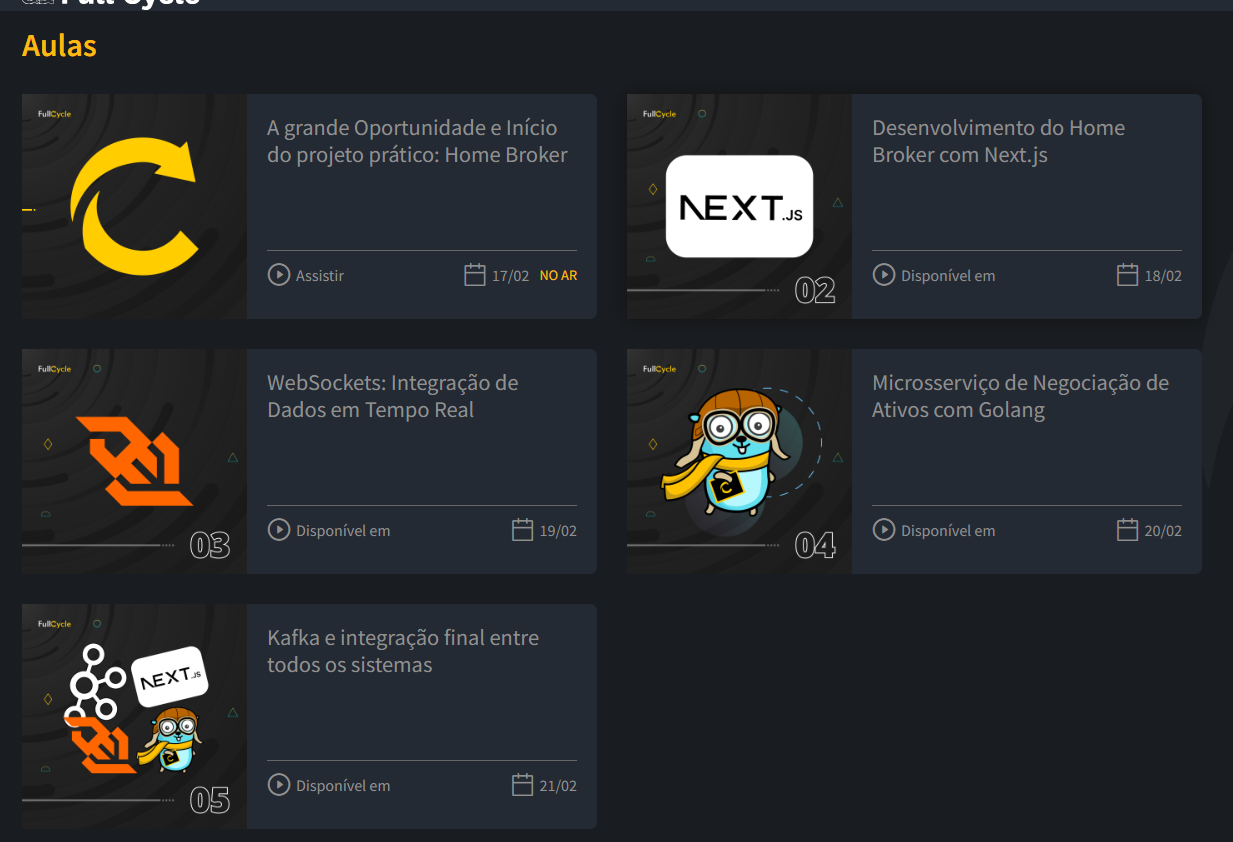 Full Cycle
Aulas
FullCycle
A grande Oportunidade e Início
do projeto prático: Home Broker
Assistir
17/02
NO AR
FullCycle
NEXT.JS
02
Desenvolvimento do Home
Broker com Next.js
Disponível em
18/02
FullCycle
03
WebSockets: Integração de
Dados em Tempo Real
Disponível em
19/02
FullCycle
C
04
Microsserviço de Negociação de
Ativos com Golang
Disponível em
20/02
FullCycle
NEXT.JS
05
Kafka e integração final entre
todos os sistemas
Disponível em
21/02